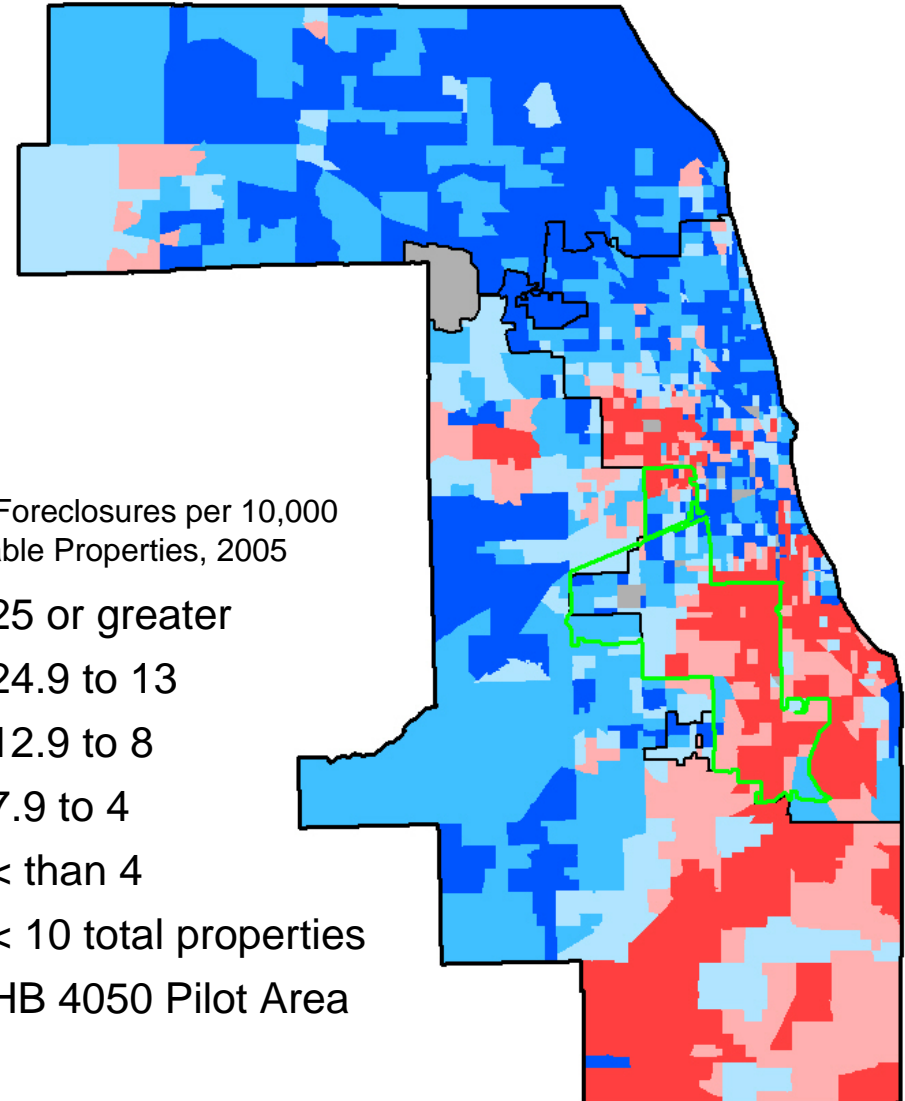 Foreclosures per 10,000
able Properties, 2005
25 or greater
24.9 to 13
12.9 to 8
7.9 to 4
< than 4
< 10 total properties
HB 4050 Pilot Area